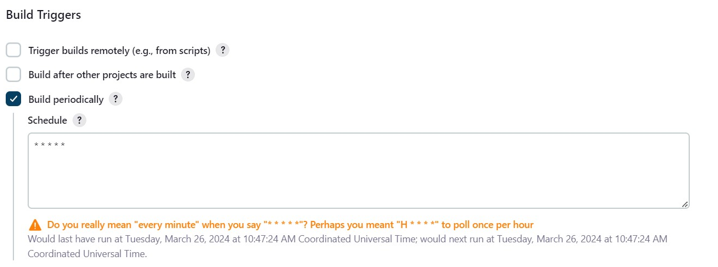 Build Triggers
Trigger builds remotely (e.g., from scripts) ?
Build after other projects are built ?
Build periodically ?
Schedule ?
* * * * *
Do you really mean "every minute" when you say "* * * * *"? Perhaps you meant "H * * * *" to poll once per hour
Would last have run at Tuesday, March 26, 2024 at 10:47:24 AM Coordinated Universal Time; would next run at Tuesday, March 26, 2024 at 10:47:24 AM
Coordinated Universal Time.